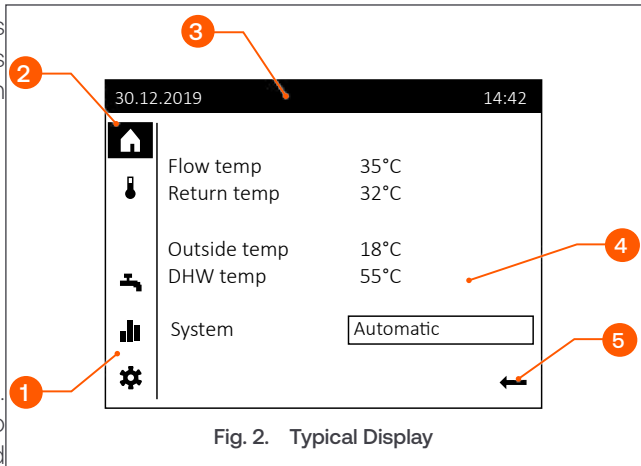 3
2
30.12.2019 14:42
Flow temp 35°C
Return temp 32°C
Outside temp 18°C
4
DHW temp 55°C
System Automatic
5
1
Fig. 2. Typical Display